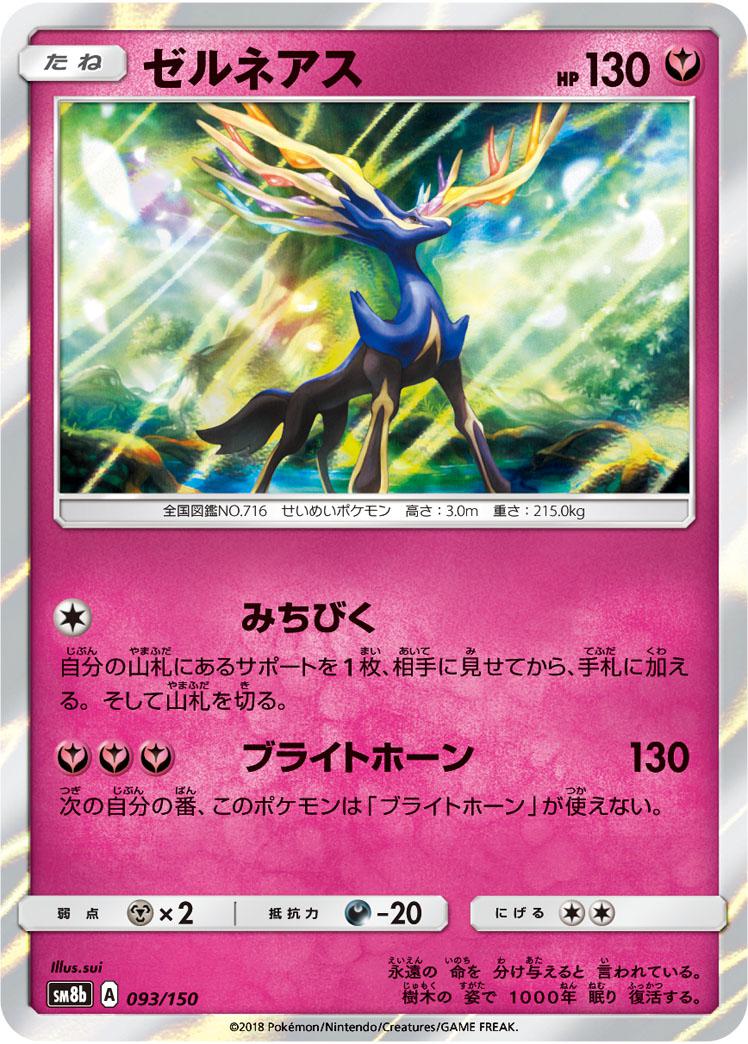 たね ゼルネアス HP 130
全国図鑑NO.716 せいめいポケモン 高さ：3.0m 重さ：215.0kg
みちびく
自分の山札にあるサポートを1枚、相手に見せてから、手札に加え
る。そして山札を切る。
ブライトホーン 130
次の自分の番、このポケモンは「ブライトホーン」が使えない。
弱点 ×2 抵抗力 -20 にげる
Illus.sui
永遠の 命を 分け与えると 言われている。
樹木の 姿で 1000年 眠り 復活する。
SM8b A 093/150
©2018 Pokémon/Nintendo/Creatures/GAME FREAK.